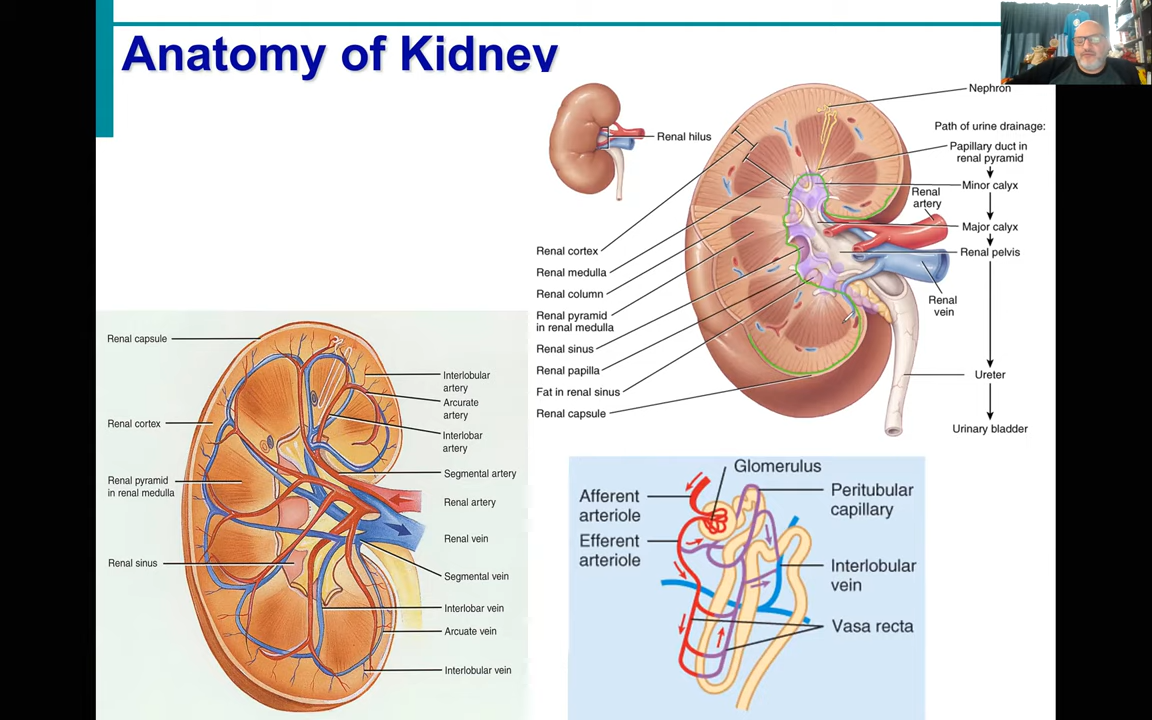 Anatomy of Kidney
Renal hilus
Nephron
Path of urine drainage:
Papillary duct in
renal pyramid
Minor calyx
Renal
artery
Major calyx
Renal pelvis
Renal
vein
Ureter
Urinary bladder
Renal cortex
Renal medulla
Renal column
Renal pyramid
in renal medulla
Renal sinus
Renal papilla
Fat in renal sinus
Renal capsule
Renal capsule
Renal cortex
Renal pyramid
in renal medulla
Renal sinus
Interlobular
artery
Arcurate
artery
Interlobar
artery
Segmental artery
Renal artery
Renal vein
Segmental vein
Interlobar vein
Arcuate vein
Interlobular vein
Glomerulus
Afferent
arteriole
Efferent
arteriole
Peritubular
capillary
Interlobular
vein
Vasa recta